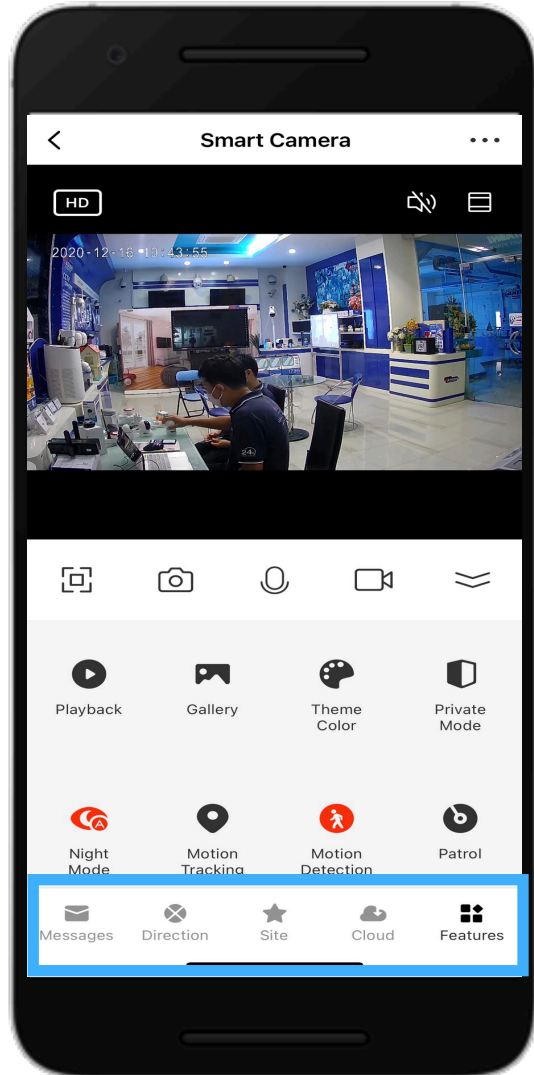 Smart Camera
HD
2020-12-16 10:43:55
Playback
Gallery
Theme
Color
Private
Mode
Night
Mode
Motion
Tracking
Motion
Detection
Patrol
Messages
Direction
Site
Cloud
Features